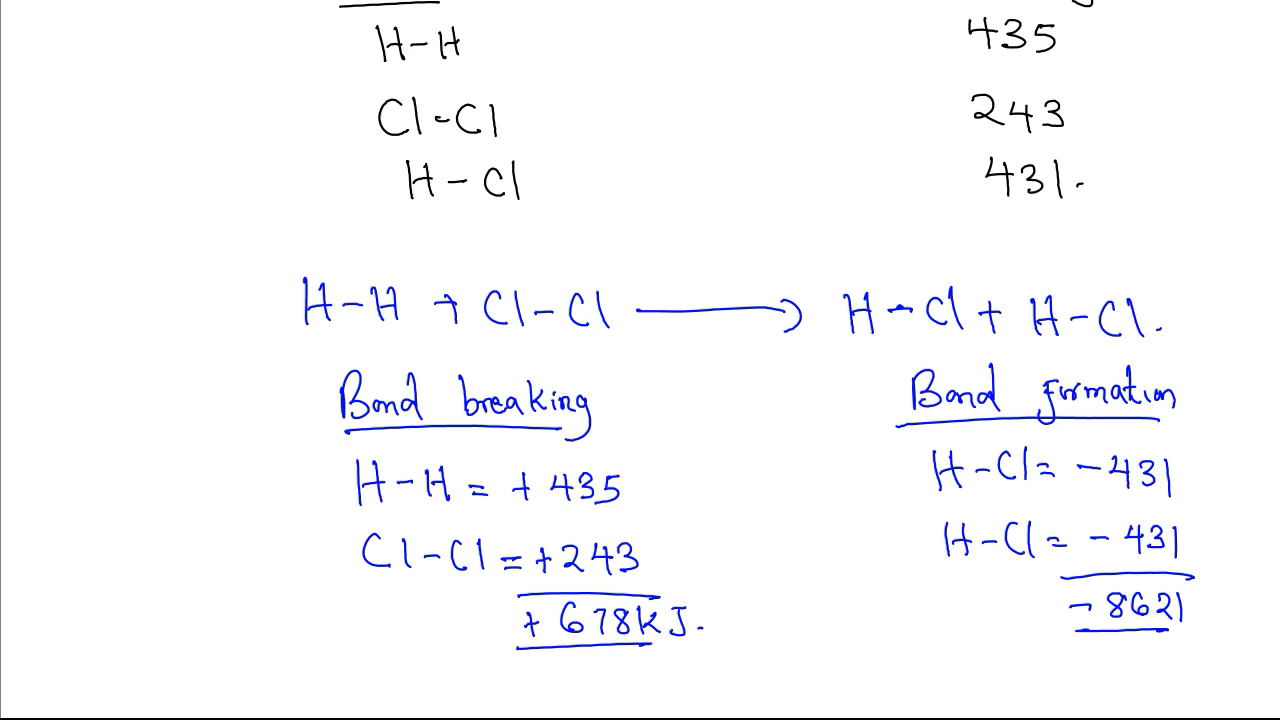 H-H 435
Cl-Cl 243
H-Cl 431.
H-H + Cl-Cl ⟶ H-Cl + H-Cl.
Bond breaking Bond formation
H-H = + 435 H-Cl = -431
Cl-Cl = +243 H-Cl = - 431
+ 678kJ. - 8621